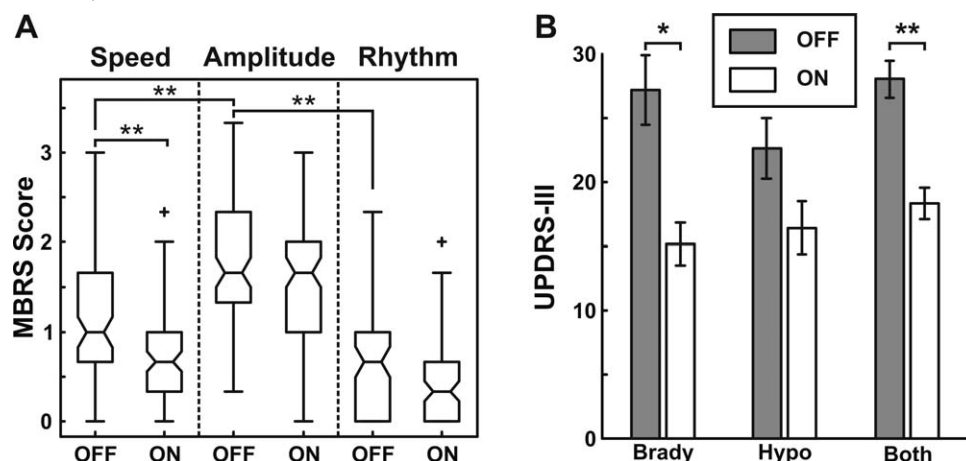 A
Speed Amplitude Rhythm
** ** **
MBRS Score
3
2
1
0
OFF ON OFF ON OFF ON
B
OFF
ON
* **
UPDRS-III
30
20
10
0
Brady Hypo Both